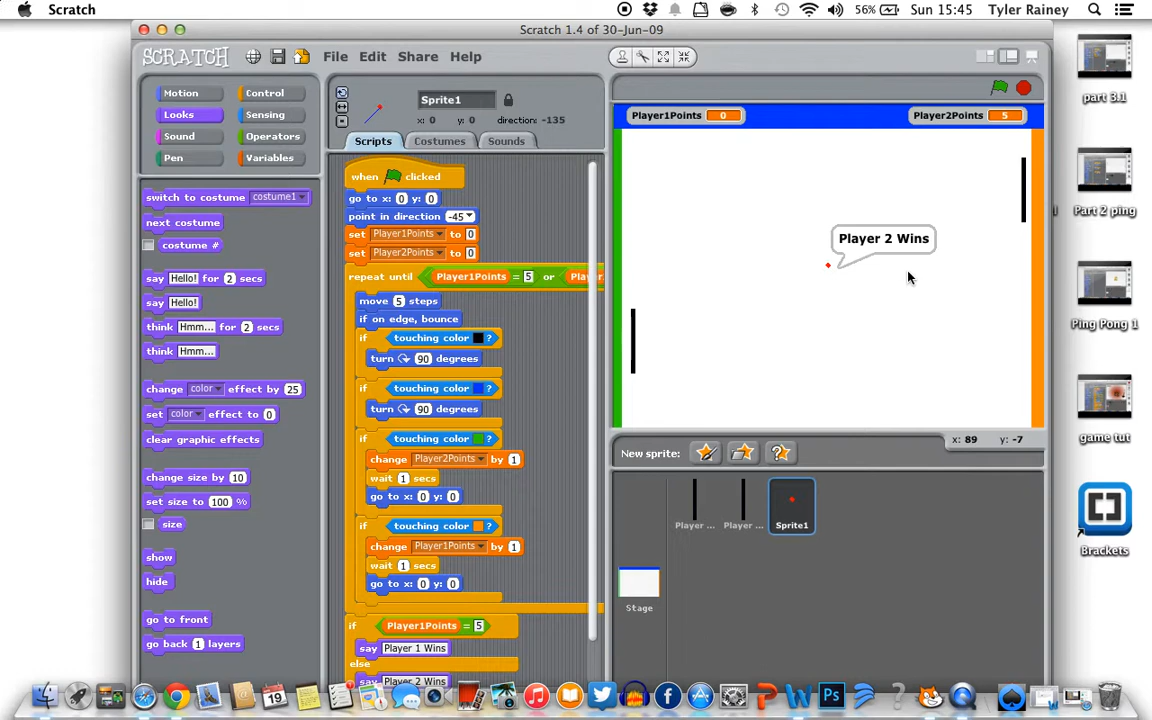 Scratch
56%
Sun 15:45
Tyler Rainey
Scratch 1.4 of 30-Jun-09
SCRATCH
File Edit Share Help
Motion
Control
Looks
Sensing
Sound
Operators
Pen
Variables
switch to costume costume1
next costume
costume #
say Hello! for 2 secs
say Hello!
think Hmm... for 2 secs
think Hmm...
change color effect by 25
set color effect to 0
clear graphic effects
change size by 10
set size to 100 %
size
show
hide
go to front
go back 1 layers
Sprite1
x: 0 y: 0 direction: -135
Scripts Costumes Sounds
when clicked
go to x: 0 y: 0
point in direction -45
set Player1Points to 0
set Player2Points to 0
repeat until Player1Points = 5 or
move 5 steps
if on edge, bounce
if touching color ?
turn 90 degrees
if touching color ?
turn 90 degrees
if touching color ?
change Player2Points by 1
wait 1 secs
go to x: 0 y: 0
if touching color ?
change Player1Points by 1
wait 1 secs
go to x: 0 y: 0
if Player1Points = 5
say Player 1 Wins
else
say Player 2 Wins
Player1Points 0
Player2Points 5
Player 2 Wins
x: 89 y: -7
New sprite:
Player ...
Player ...
Sprite1
Stage
part 3.1
Part 2 ping
Ping Pong 1
game tut
Brackets
19